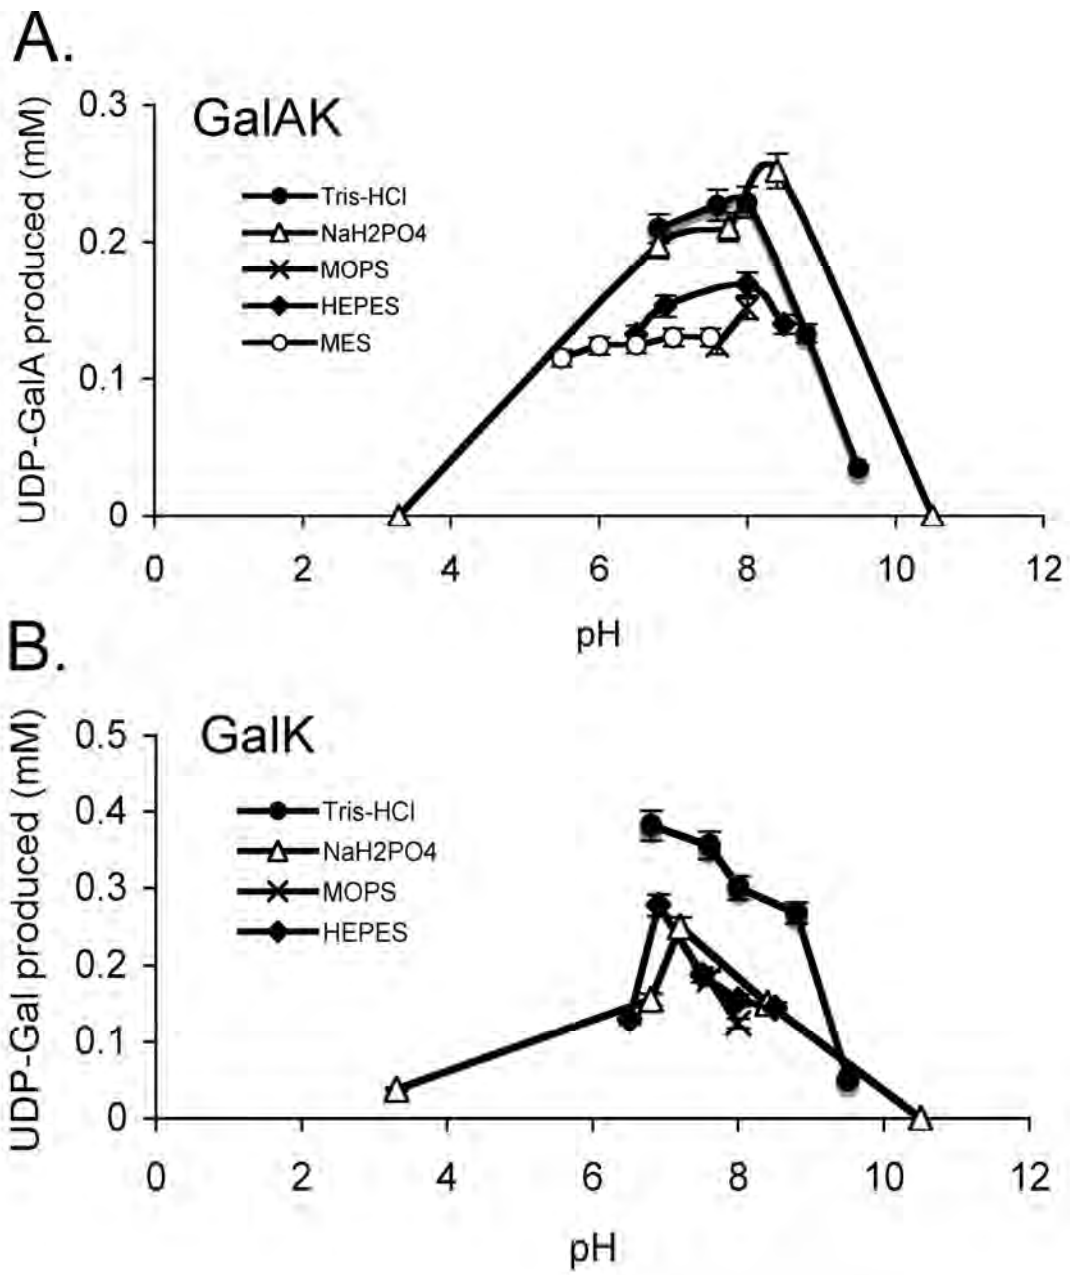 A.
GalAK
UDP-GalA produced (mM)
0.3
0.2
0.1
0
Tris-HCl
NaH2PO4
MOPS
HEPES
MES
0 2 4 6 8 10 12
pH
B.
GalK
UDP-Gal produced (mM)
0.5
0.4
0.3
0.2
0.1
0
Tris-HCl
NaH2PO4
MOPS
HEPES
0 2 4 6 8 10 12
pH